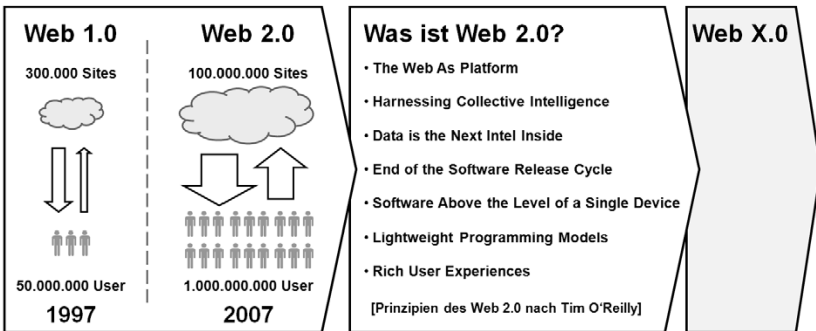 Web 1.0
300.000 Sites
50.000.000 User
1997
Web 2.0
100.000.000 Sites
1.000.000.000 User
2007
Was ist Web 2.0?
• The Web As Platform
• Harnessing Collective Intelligence
• Data is the Next Intel Inside
• End of the Software Release Cycle
• Software Above the Level of a Single Device
• Lightweight Programming Models
• Rich User Experiences
[Prinzipien des Web 2.0 nach Tim O'Reilly]
Web X.0